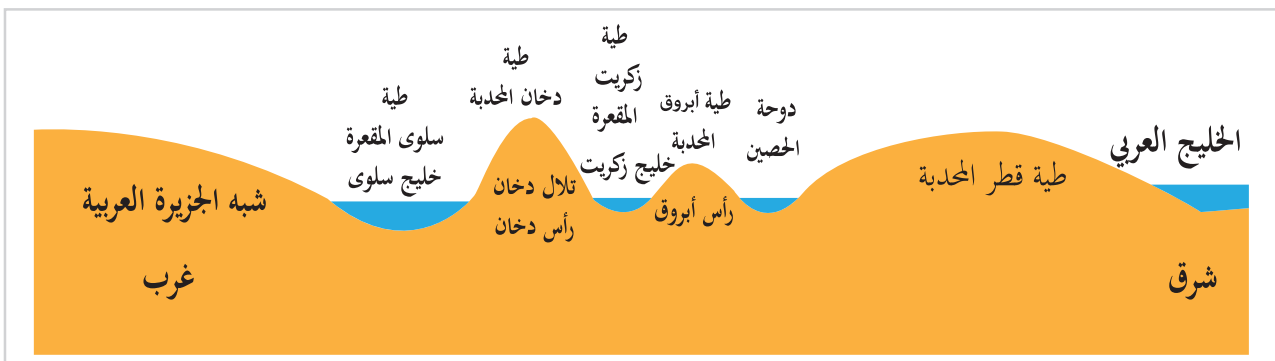 الخليج العربي
شرق
طية قطر المحدبة
دوحة
الحصين
طية أبروق
المحدبة
رأس أبروق
طية
زكريت
المقعرة
خليج زكريت
طية
دخان المحدبة
تلال دخان
رأس دخان
طية
سلوى المقعرة
خليج سلوى
شبه الجزيرة العربية
غرب